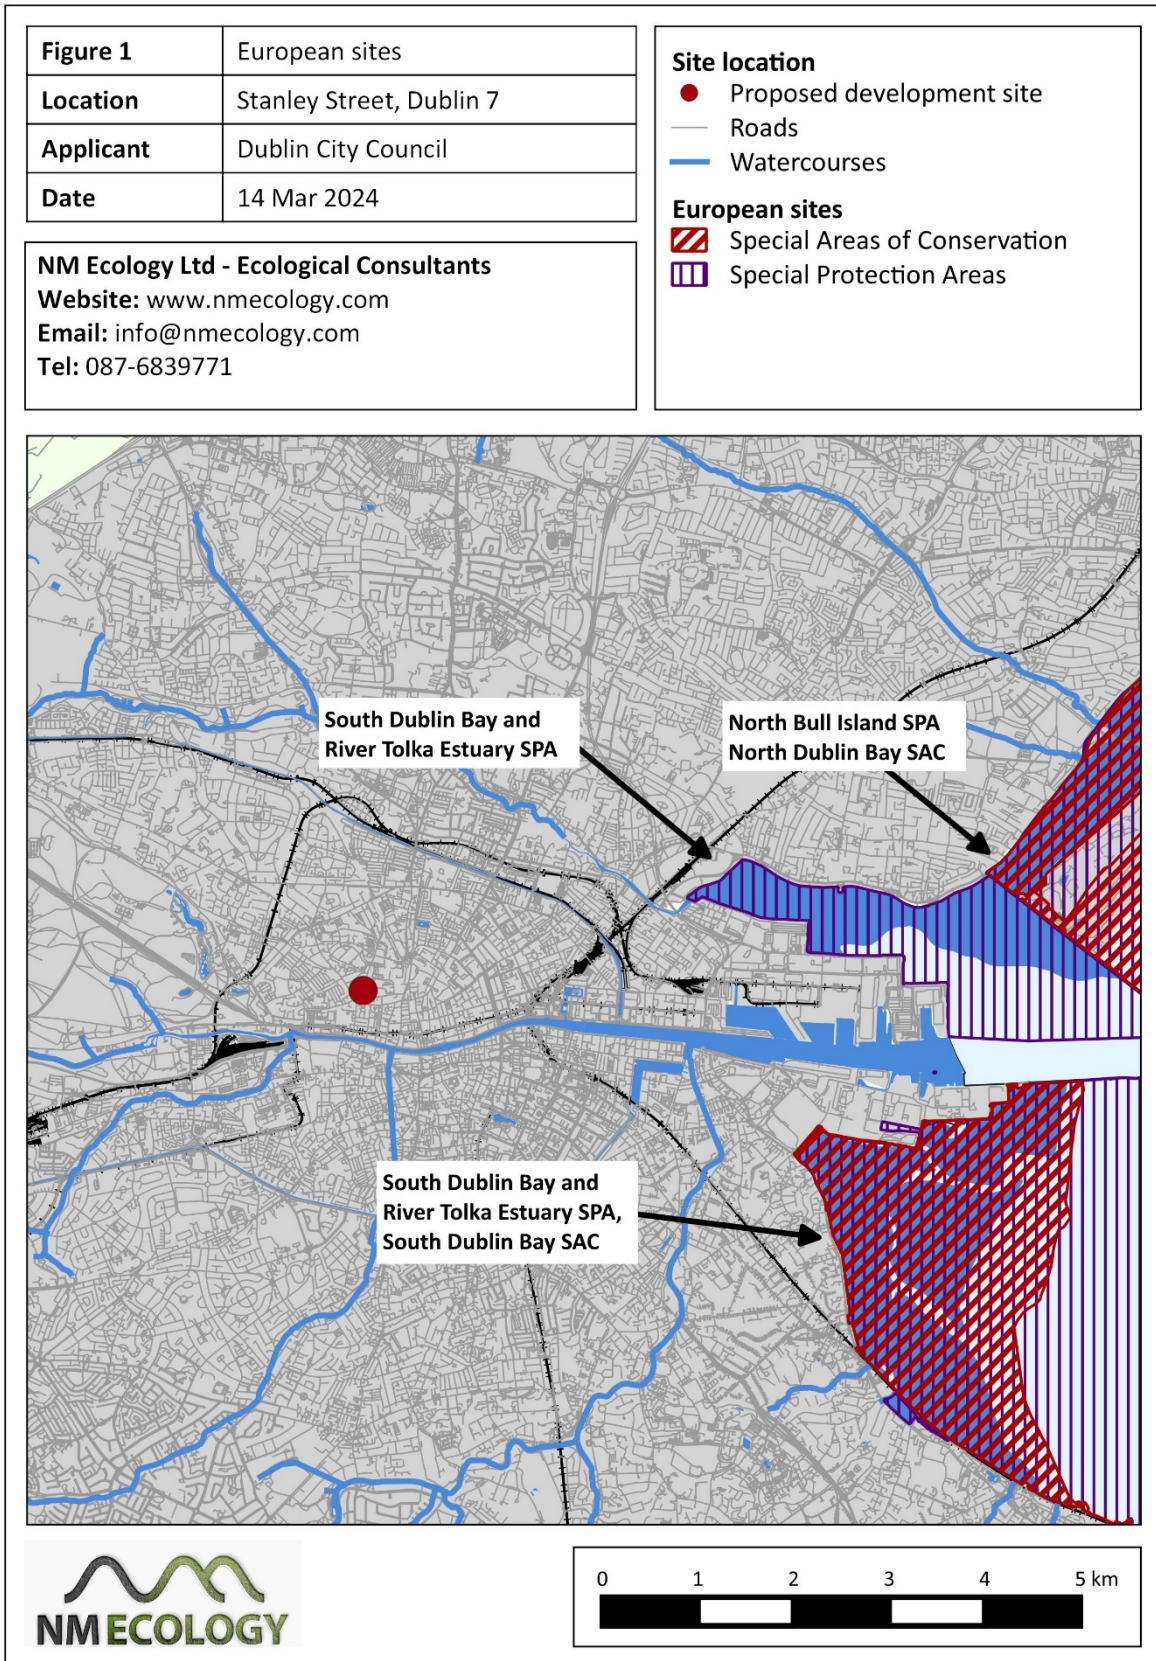 Figure 1 European sites
Location Stanley Street, Dublin 7
Applicant Dublin City Council
Date 14 Mar 2024
NM Ecology Ltd - Ecological Consultants
Website: www.nmecology.com
Email: info@nmecology.com
Tel: 087-6839771
Site location
Proposed development site
Roads
Watercourses
European sites
Special Areas of Conservation
Special Protection Areas
South Dublin Bay and
River Tolka Estuary SPA
North Bull Island SPA
North Dublin Bay SAC
South Dublin Bay and
River Tolka Estuary SPA,
South Dublin Bay SAC
NM ECOLOGY
0 1 2 3 4 5 km